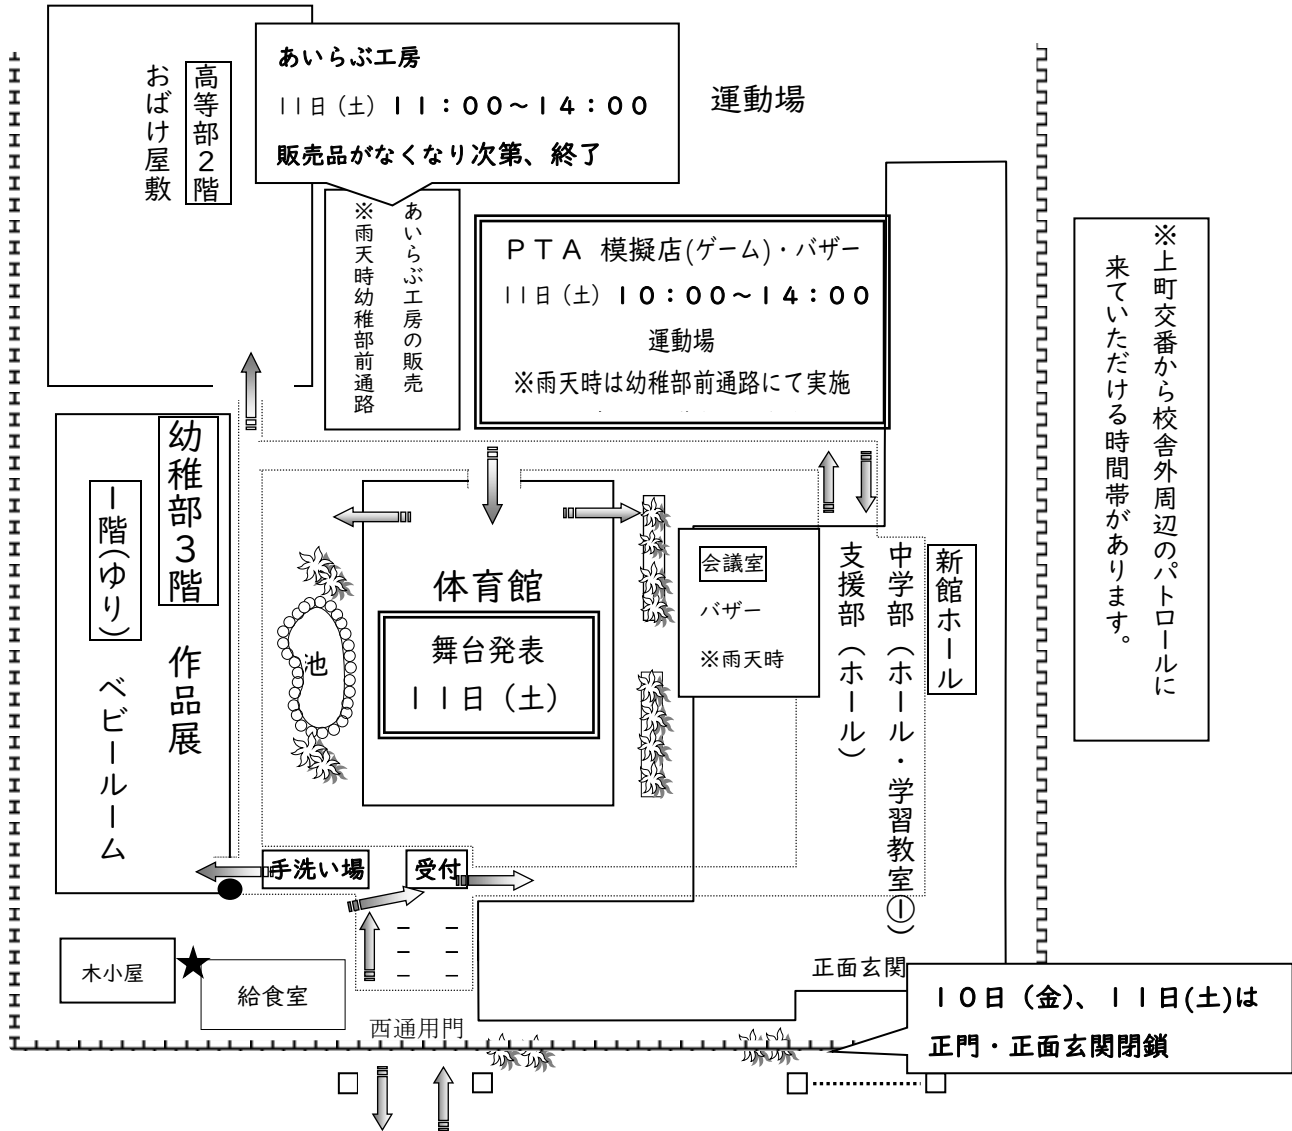 あいらぶ工房
11日（土）１１：００～１４：００
販売品がなくなり次第、終了
運動場
高等部２階
おばけ屋敷
あいらぶ工房の販売
※雨天時幼稚部前通路
ＰＴＡ 模擬店(ゲーム)・バザー
11日（土）１０：００～１４：００
運動場
※雨天時は幼稚部前通路にて実施
※上町交番から校舎外周辺のパトロールに
来ていただける時間帯があります。
幼稚部３階
作品展
１階(ゆり)
ベビールーム
池
体育館
舞台発表
１１日（土）
会議室
バザー
※雨天時
新館ホール
中学部（ホール・学習教室①）
支援部（ホール）
手洗い場
受付
木小屋
給食室
西通用門
正面玄関
１０日（金）、１１日(土)は
正門・正面玄関閉鎖